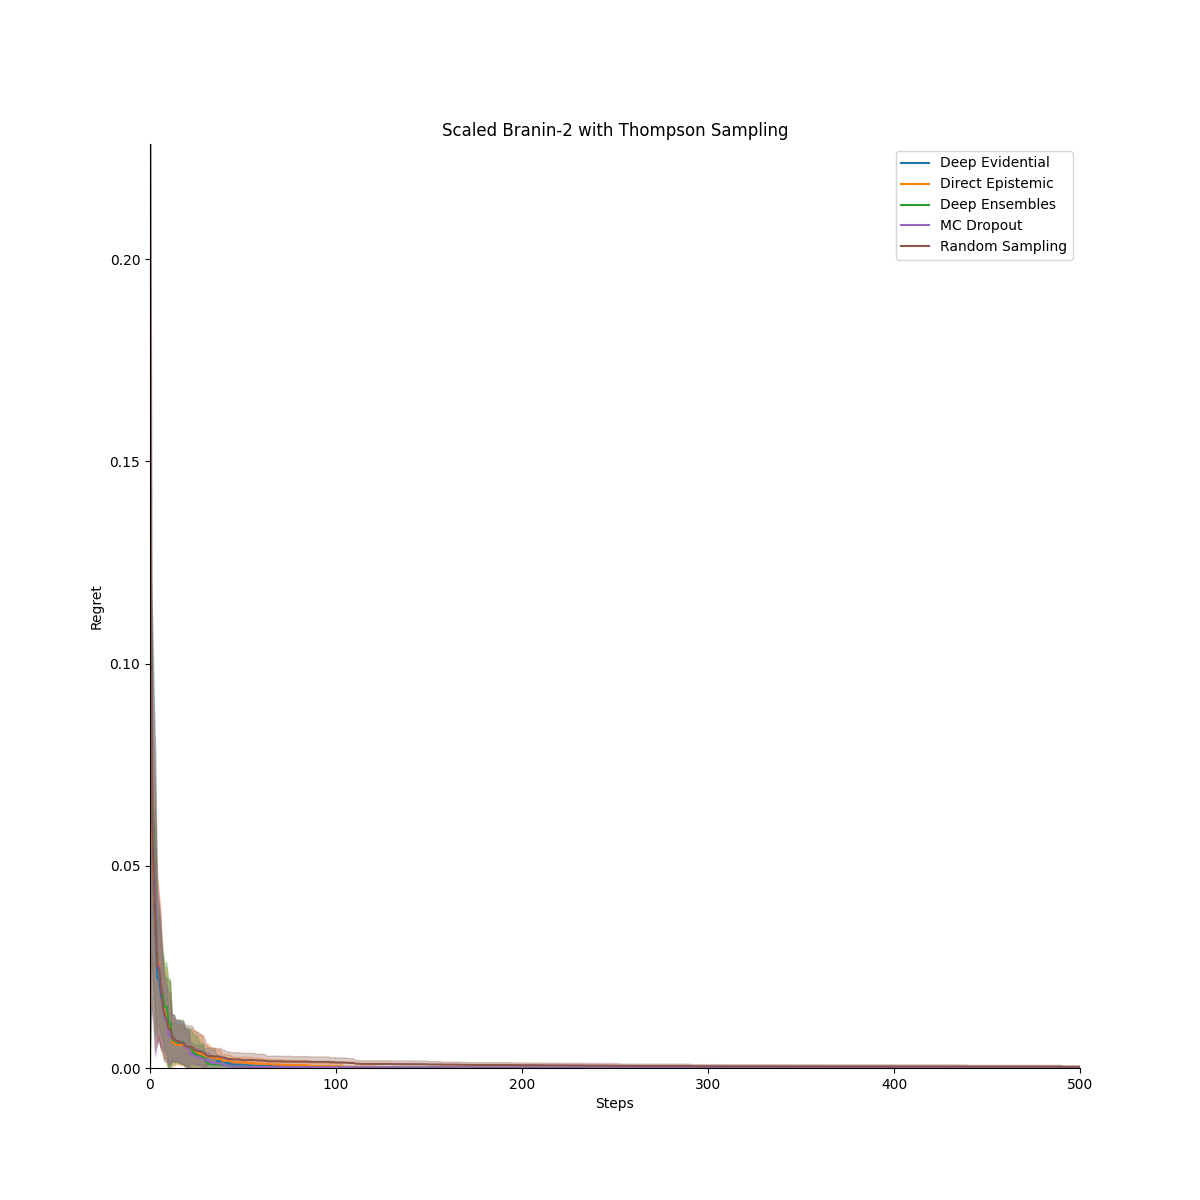 Scaled Branin-2 with Thompson Sampling
Deep Evidential
Direct Epistemic
Deep Ensembles
MC Dropout
Random Sampling
0.20
0.15
0.10
0.05
0.00
Regret
0 100 200 300 400 500
Steps